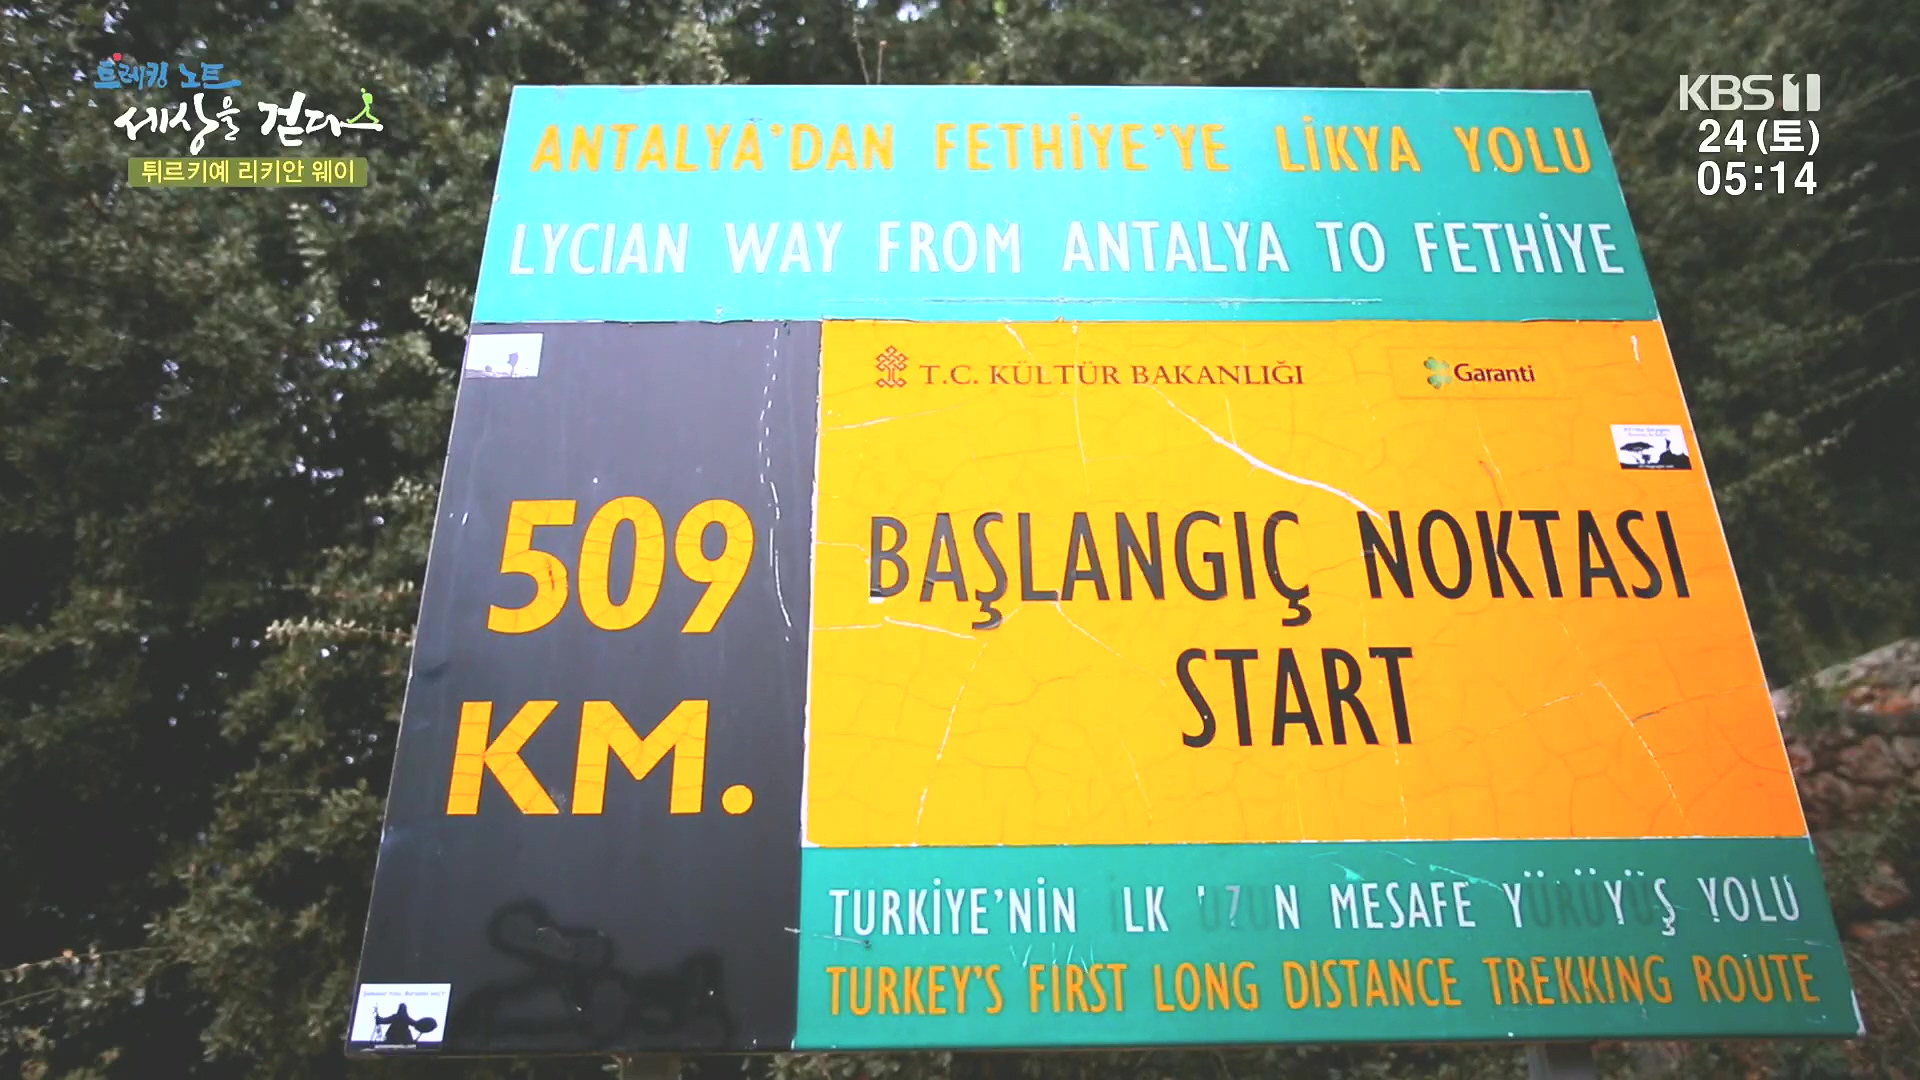 트레킹 노트
세상을 걷다
튀르키예 리키안 웨이
KBS 1
24(토)
05:14
ANTALYA'DAN FETHİYE'YE LİKYA YOLU
LYCIAN WAY FROM ANTALYA TO FETHİYE
T.C. KÜLTÜR BAKANLIĞI
Garanti
509
KM.
BAŞLANGIÇ NOKTASI
START
TURKİYE'NİN İLK UZUN MESAFE YÜRÜYÜŞ YOLU
TURKEY'S FIRST LONG DISTANCE TREKKING ROUTE